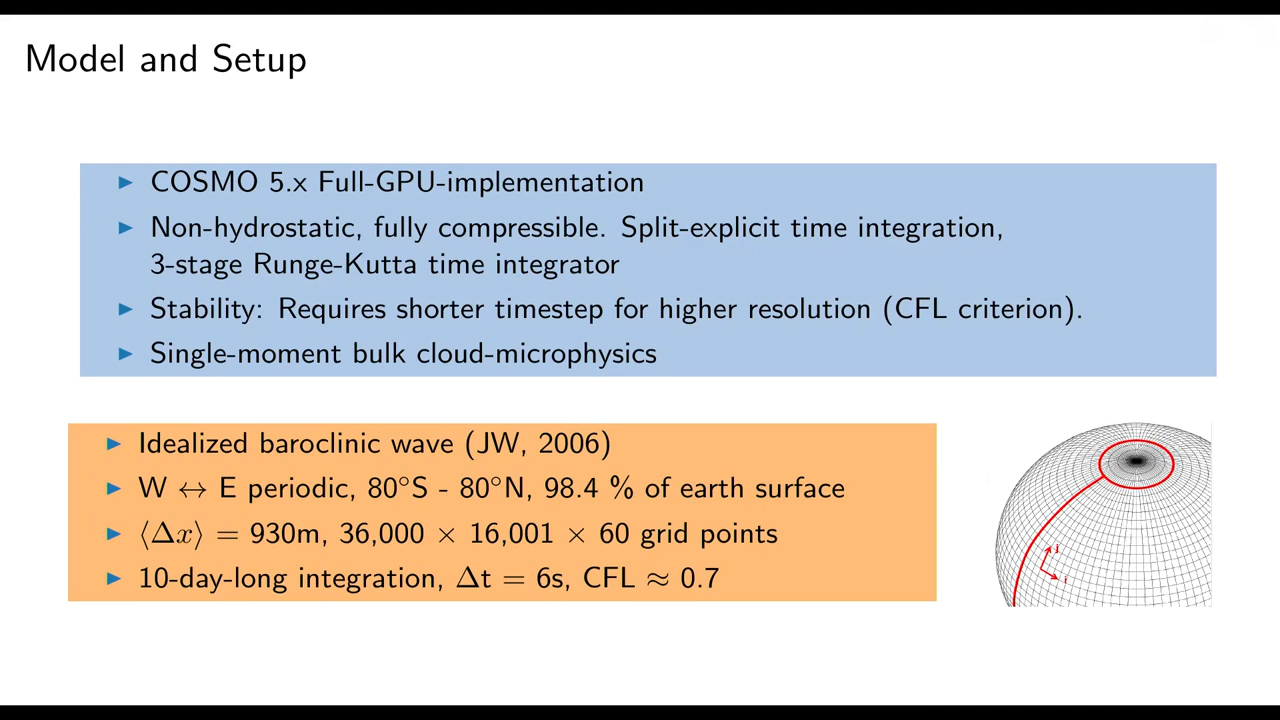 Model and Setup
COSMO 5.x Full-GPU-implementation
Non-hydrostatic, fully compressible. Split-explicit time integration,
3-stage Runge-Kutta time integrator
Stability: Requires shorter timestep for higher resolution (CFL criterion).
Single-moment bulk cloud-microphysics
Idealized baroclinic wave (JW, 2006)
W ↔ E periodic, 80°S - 80°N, 98.4 % of earth surface
⟨Δx⟩ = 930m, 36,000 × 16,001 × 60 grid points
10-day-long integration, Δt = 6s, CFL ≈ 0.7
j
i